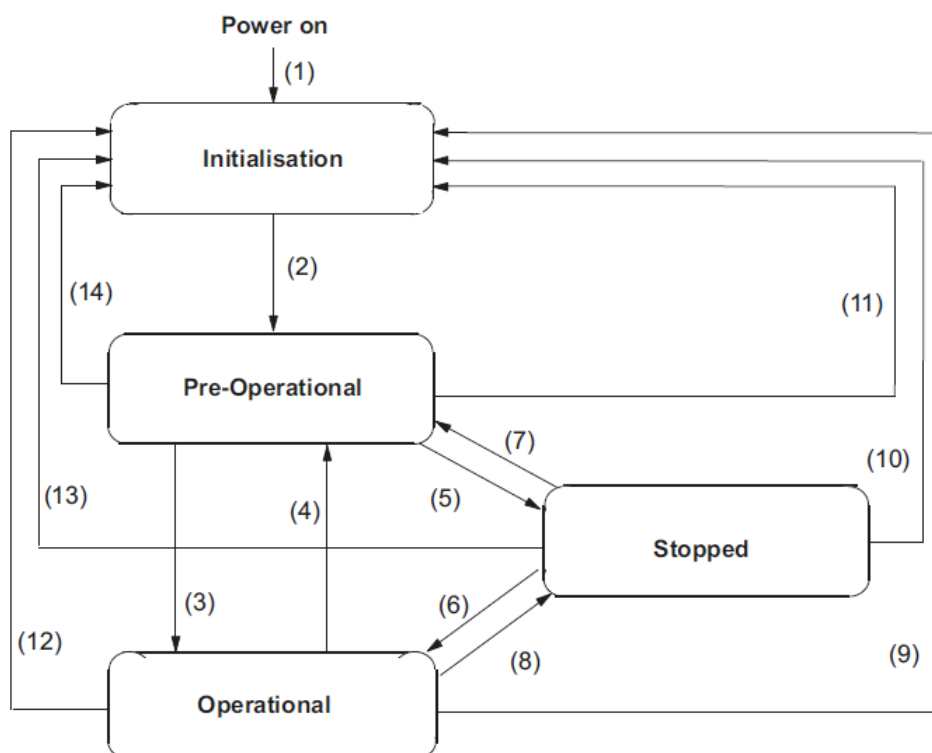 Power on
(1)
Initialisation
(2)
(14)
(11)
Pre-Operational
(7)
(10)
(13)
(4)
(5)
Stopped
(3)
(6)
(12)
(8)
(9)
Operational